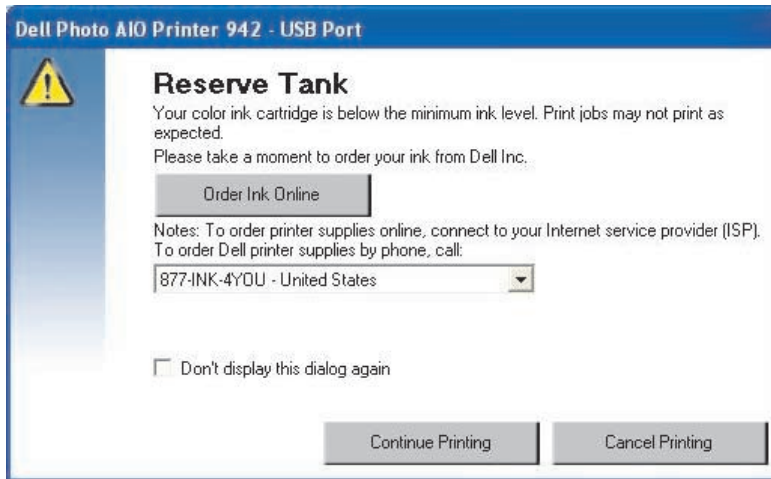 Dell Photo AIO Printer 942 - USB Port
Reserve Tank
Your color ink cartridge is below the minimum ink level. Print jobs may not print as
expected.
Please take a moment to order your ink from Dell Inc.
Order Ink Online
Notes: To order printer supplies online, connect to your Internet service provider (ISP).
To order Dell printer supplies by phone, call:
877-INK-4YOU - United States
Don't display this dialog again
Continue Printing
Cancel Printing